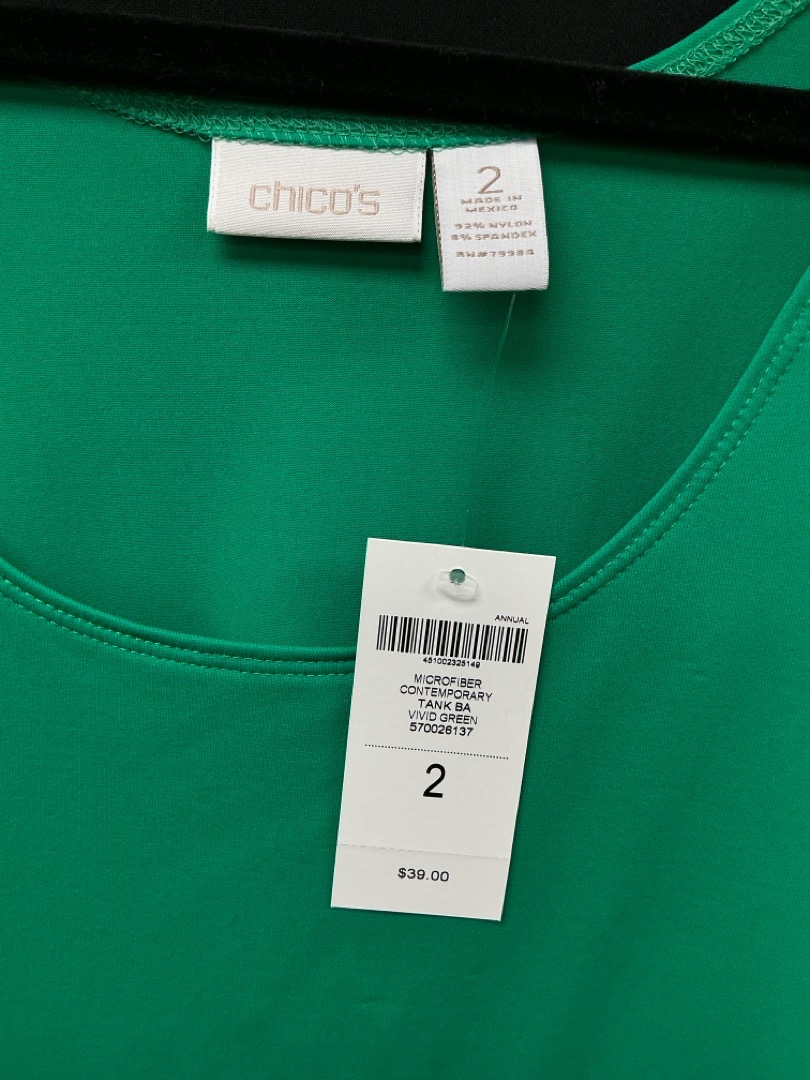 chico's
2
MADE IN
MEXICO
92% NYLON
8% SPANDEX
RN#79984
ANNUAL
451002325149
MICROFIBER
CONTEMPORARY
TANK BA
VIVID GREEN
570026137
2
$39.00